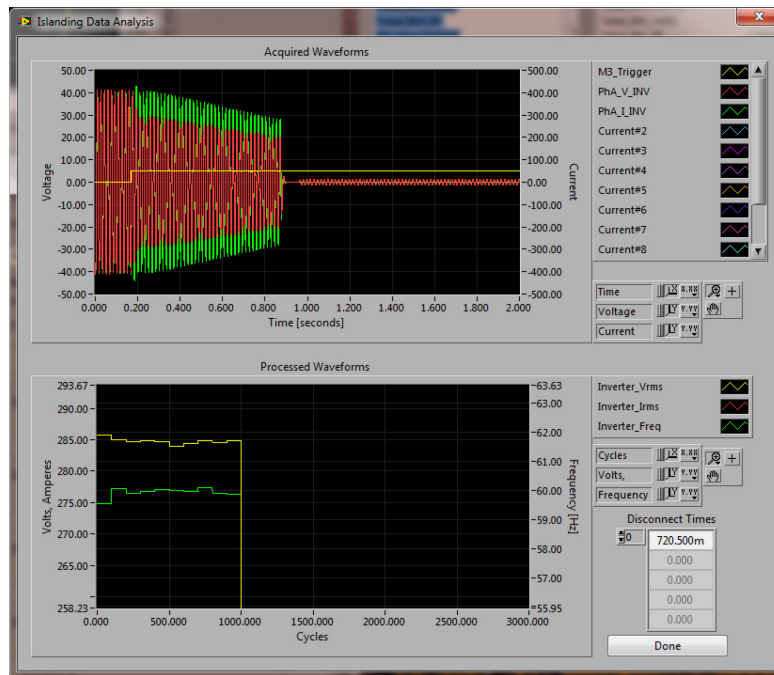 Islanding Data Analysis
Acquired Waveforms
50.00
40.00
30.00
20.00
10.00
0.00
-10.00
-20.00
-30.00
-40.00
-50.00
Voltage
500.00
400.00
300.00
200.00
100.00
0.00
-100.00
-200.00
-300.00
-400.00
-500.00
Current
0.000 0.200 0.400 0.600 0.800 1.000 1.200 1.400 1.600 1.800 2.000
Time [seconds]
M3_Trigger
PhA_V_INV
PhA_I_INV
Current#2
Current#3
Current#4
Current#5
Current#6
Current#7
Current#8
Time
Voltage
Current
Processed Waveforms
293.67
290.00
285.00
280.00
275.00
270.00
265.00
258.23
Volts, Amperes
63.63
63.00
62.00
61.00
60.00
59.00
58.00
57.00
55.95
Frequency [Hz]
0.000 500.000 1000.000 2000.000 3000.000
Cycles
Inverter_Vrms
Inverter_Irms
Inverter_Freq
Cycles
Volts,
Frequency
Disconnect Times
0
720.500m
0.000
0.000
0.000
0.000
Done